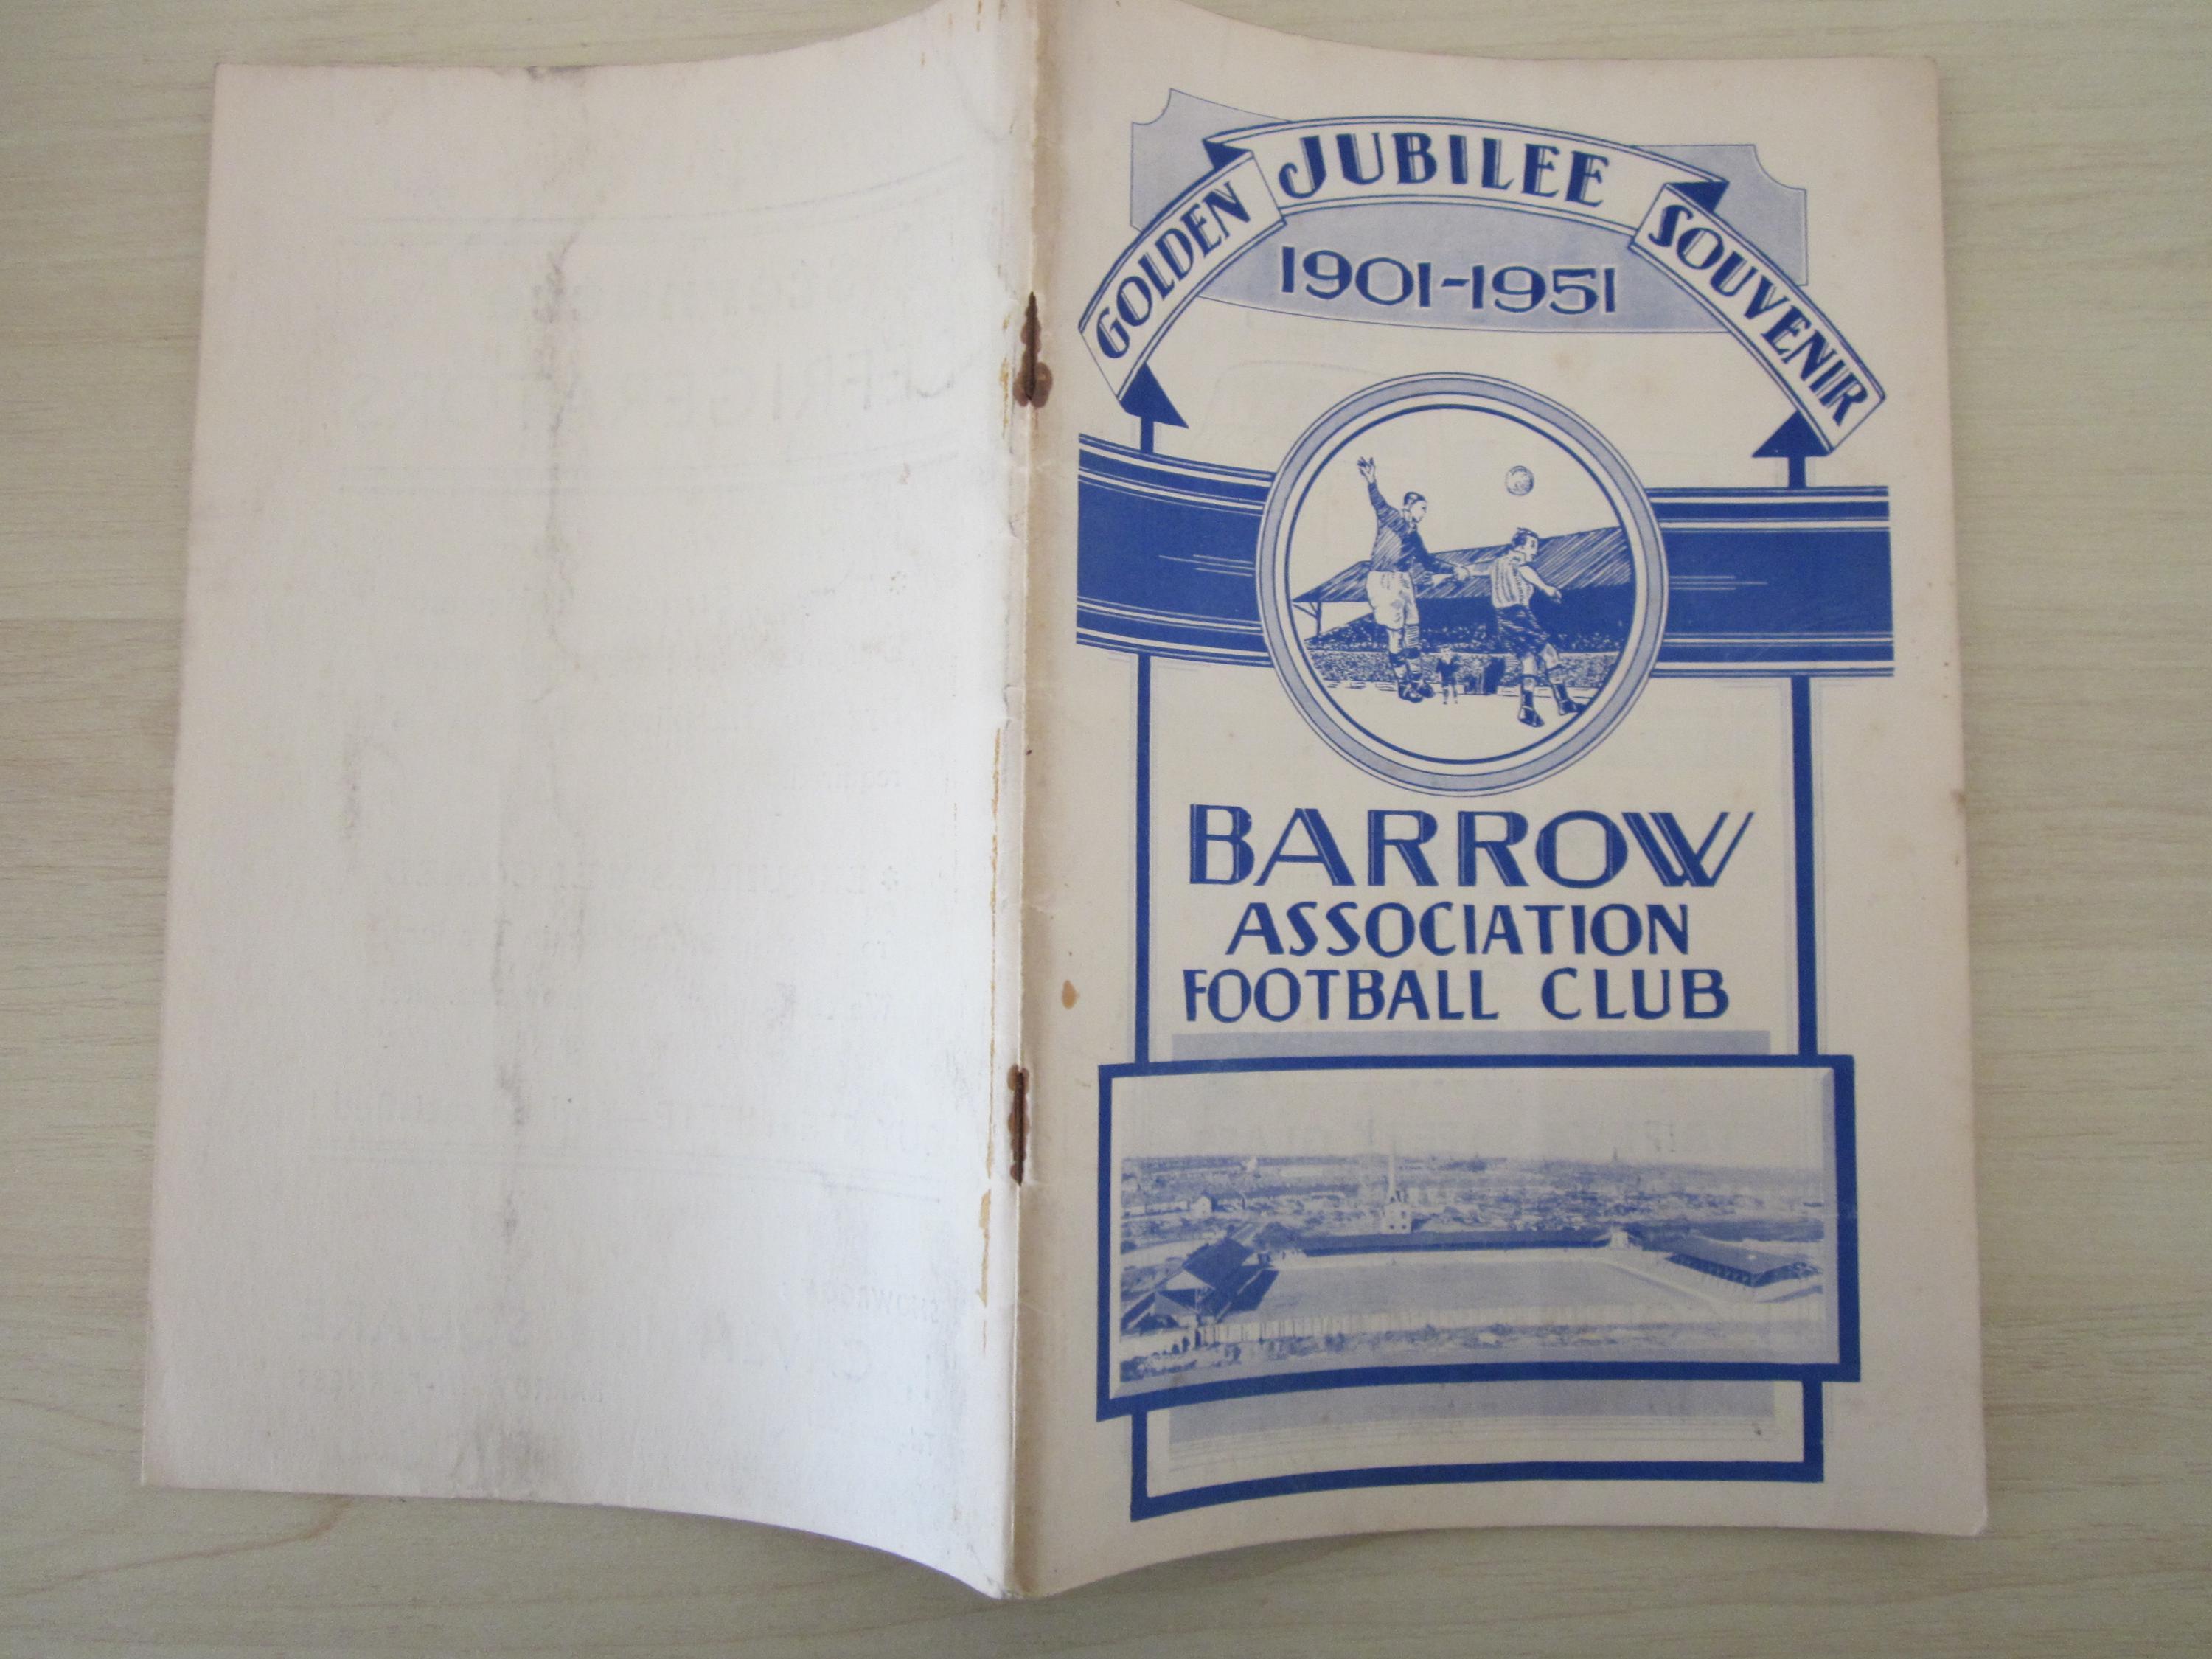 GOLDEN JUBILEE SOUVENIR
1901-1951
BARROW
ASSOCIATION
FOOTBALL CLUB